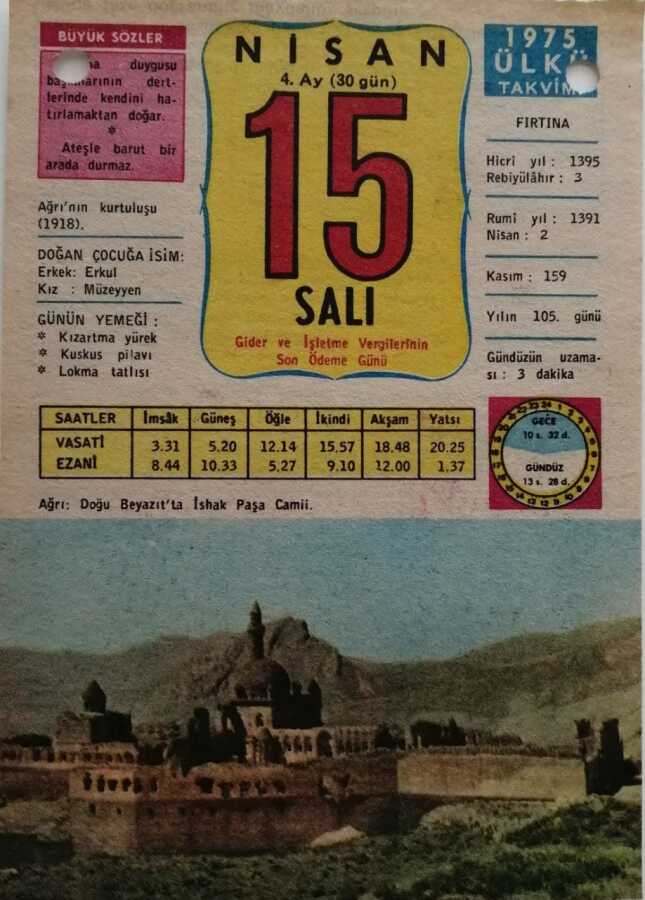 BÜYÜK SÖZLER
duygusu
dert-
lerinde kendini ha-
tırlamaktan doğar.
*
Ateşle barut bir
arada durmaz.
Ağrı'nın kurtuluşu
(1918).
DOĞAN ÇOCUĞA İSİM:
Erkek: Erkul
Kız : Müzeyyen
GÜNÜN YEMEĞİ :
* Kızartma yürek
* Kuskus pilavı
* Lokma tatlısı
NİSAN
4. Ay (30 gün)
15
SALI
Gider ve İşletme Vergilerinin
Son Ödeme Günü
1975
ÜLKÜ
TAKVİMİ
FIRTINA
Hicrî yıl : 1395
Rebiyülâhır : 3
Rumî yıl : 1391
Nisan : 2
Kasım : 159
Yılın 105. günü
Gündüzün uzama-
sı : 3 dakika
SAATLER İmsâk Güneş Öğle İkindi Akşam Yatsı
VASATİ 3.31 5.20 12.14 15.57 18.48 20.25
EZANİ 8.44 10.33 5.27 9.10 12.00 1.37
GECE
10 s. 32 d.
GÜNDÜZ
13 s. 28 d.
Ağrı: Doğu Beyazıt'ta İshak Paşa Camii.